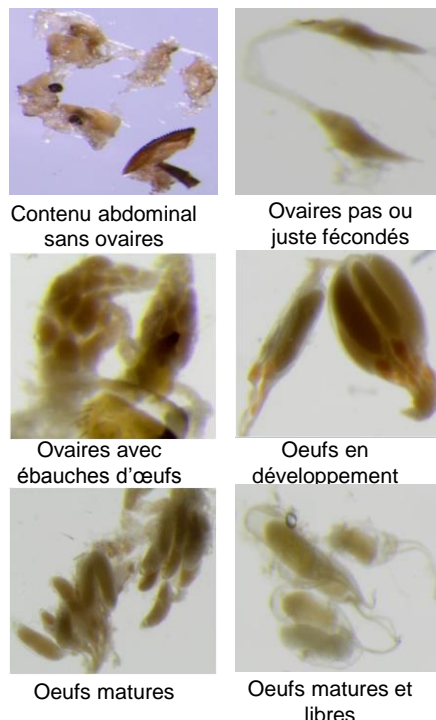 Contenu abdominal
sans ovaires
Ovaires pas ou
juste fécondés
Ovaires avec
ébauches d'œufs
Oeufs en
développement
Oeufs matures
Oeufs matures et
libres